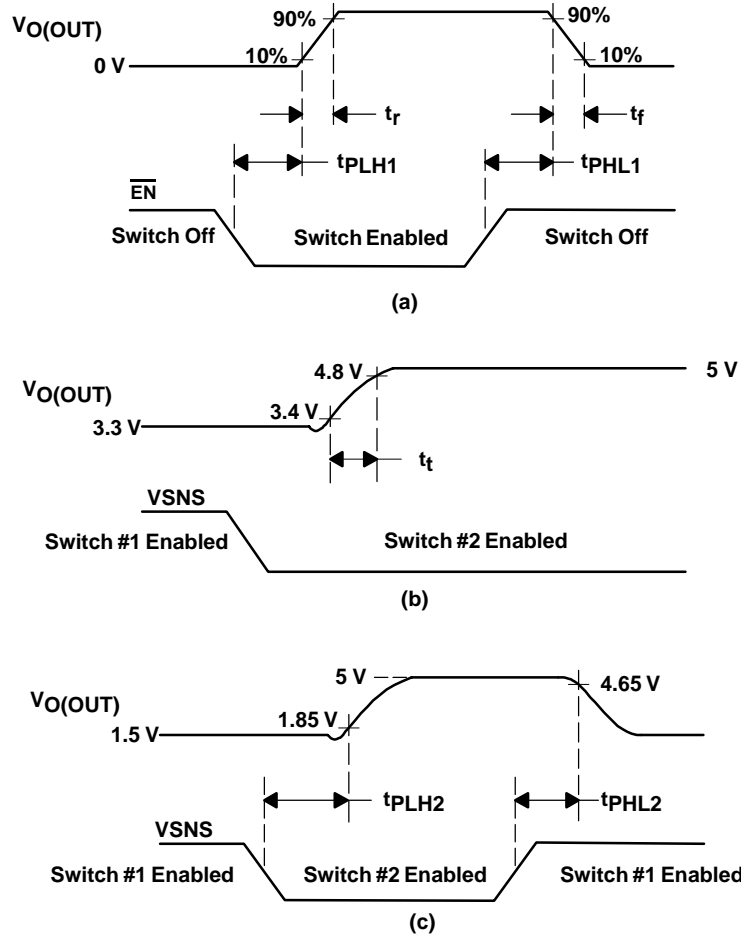 VO(OUT)
90%
90%
10%
10%
0 V
tr
tf
tPLH1
tPHL1
EN
Switch Off
Switch Enabled
Switch Off
(a)
4.8 V
5 V
VO(OUT)
3.4 V
3.3 V
tt
VSNS
Switch #1 Enabled
Switch #2 Enabled
(b)
5 V
4.65 V
VO(OUT)
1.85 V
1.5 V
tPLH2
tPHL2
VSNS
Switch #1 Enabled
Switch #2 Enabled
Switch #1 Enabled
(c)